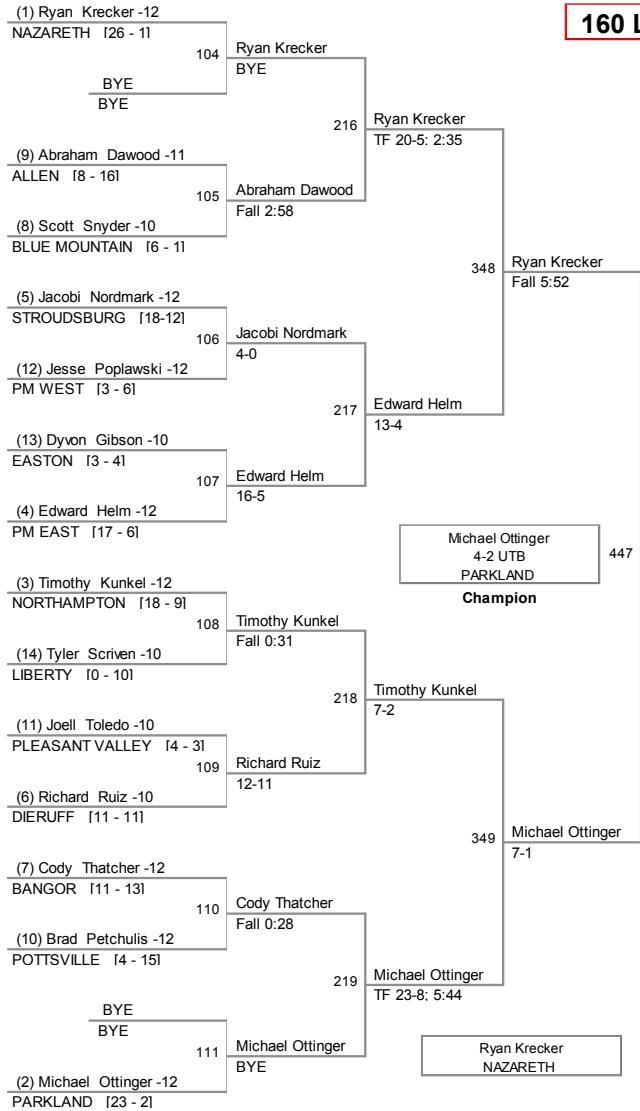 160 L
(1) Ryan Krecker -12
NAZARETH [26 - 1]
104
Ryan Krecker
BYE
BYE
BYE
216
Ryan Krecker
TF 20-5; 2:35
(9) Abraham Dawood -11
ALLEN [8 - 16]
105
Abraham Dawood
Fall 2:58
(8) Scott Snyder -10
BLUE MOUNTAIN [6 - 1]
348
Ryan Krecker
Fall 5:52
(5) Jacobi Nordmark -12
STROUDSBURG [18-12]
106
Jacobi Nordmark
4-0
(12) Jesse Poplawski -12
PM WEST [3 - 6]
217
Edward Helm
13-4
(13) Dyvon Gibson -10
EASTON [3 - 4]
107
Edward Helm
16-5
(4) Edward Helm -12
PM EAST [17 - 6]
Michael Ottinger
4-2 UTB
PARKLAND
447
Champion
(3) Timothy Kunkel -12
NORTHAMPTON [18 - 9]
108
Timothy Kunkel
Fall 0:31
(14) Tyler Scriven -10
LIBERTY [0 - 10]
218
Timothy Kunkel
7-2
(11) Joell Toledo -10
PLEASANT VALLEY [4 - 3]
109
Richard Ruiz
12-11
(6) Richard Ruiz -10
DIERUFF [11 - 11]
349
Michael Ottinger
7-1
(7) Cody Thatcher -12
BANGOR [11 - 13]
110
Cody Thatcher
Fall 0:28
(10) Brad Petchulis -12
POTTSVILLE [4 - 15]
219
Michael Ottinger
TF 23-8; 5:44
BYE
BYE
111
Michael Ottinger
BYE
(2) Michael Ottinger -12
PARKLAND [23 - 2]
Ryan Krecker
NAZARETH